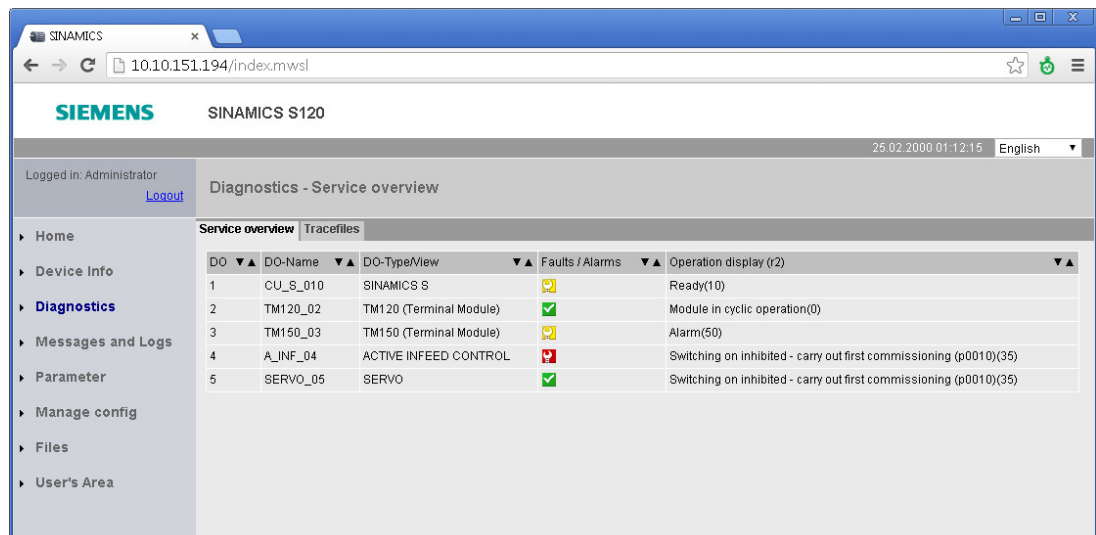 SINAMICS
10.10.151.194/index.mwsl
SIEMENS SINAMICS S120
25.02.2000 01:12:15 English
Logged in: Administrator
Logout
Diagnostics - Service overview
Service overview Tracefiles
Home
Device Info
Diagnostics
Messages and Logs
Parameter
Manage config
Files
User's Area
DO DO-Name DO-Type/View Faults / Alarms Operation display (r2)
1 CU_S_010 SINAMICS S Ready(10)
2 TM120_02 TM120 (Terminal Module) Module in cyclic operation(0)
3 TM150_03 TM150 (Terminal Module) Alarm(50)
4 A_INF_04 ACTIVE INFEED CONTROL Switching on inhibited - carry out first commissioning (p0010)(35)
5 SERVO_05 SERVO Switching on inhibited - carry out first commissioning (p0010)(35)